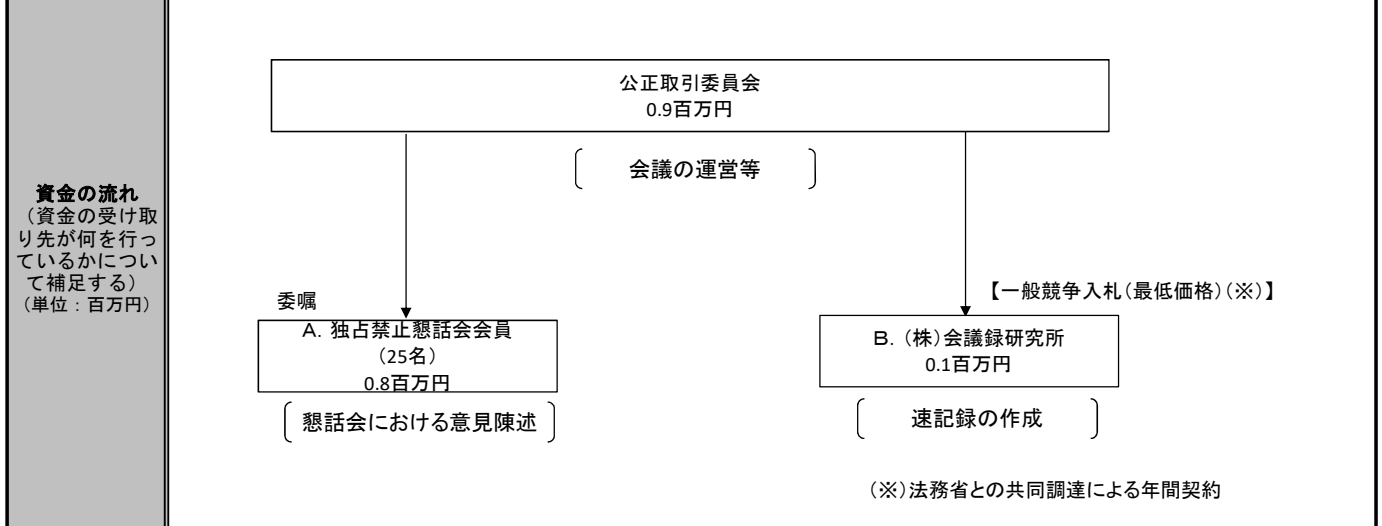 資金の流れ
（資金の受け取
り先が何を行っ
ているかについ
て補足する）
（単位：百万円）
公正取引委員会
0.9百万円
会議の運営等
委嘱
【一般競争入札（最低価格）（※）】
A. 独占禁止懇話会会員
（25名）
0.8百万円
B. （株）会議録研究所
0.1百万円
懇話会における意見陳述
速記録の作成
（※）法務省との共同調達による年間契約